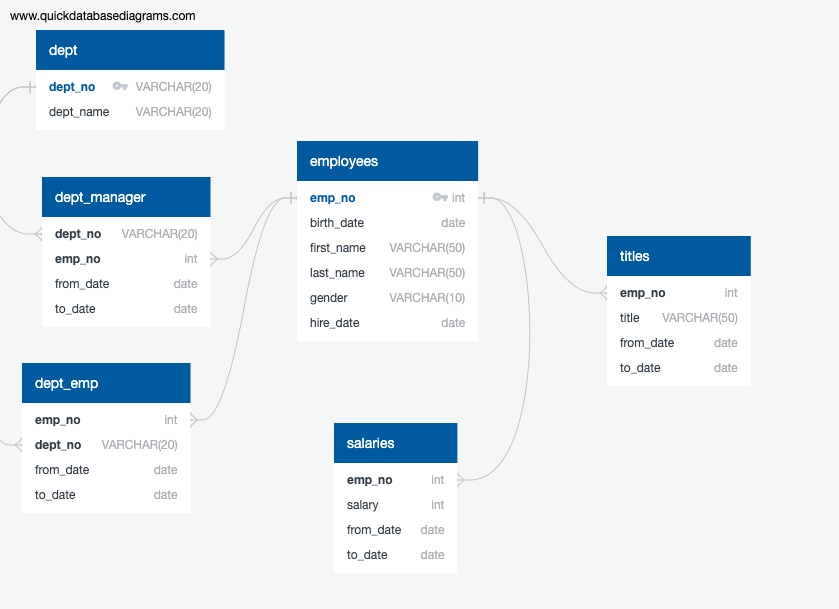 www.quickdatabasediagrams.com
dept
dept_no VARCHAR(20)
dept_name VARCHAR(20)
dept_manager
dept_no VARCHAR(20)
emp_no int
from_date date
to_date date
dept_emp
emp_no int
dept_no VARCHAR(20)
from_date date
to_date date
employees
emp_no int
birth_date date
first_name VARCHAR(50)
last_name VARCHAR(50)
gender VARCHAR(10)
hire_date date
salaries
emp_no int
salary int
from_date date
to_date date
titles
emp_no int
title VARCHAR(50)
from_date date
to_date date